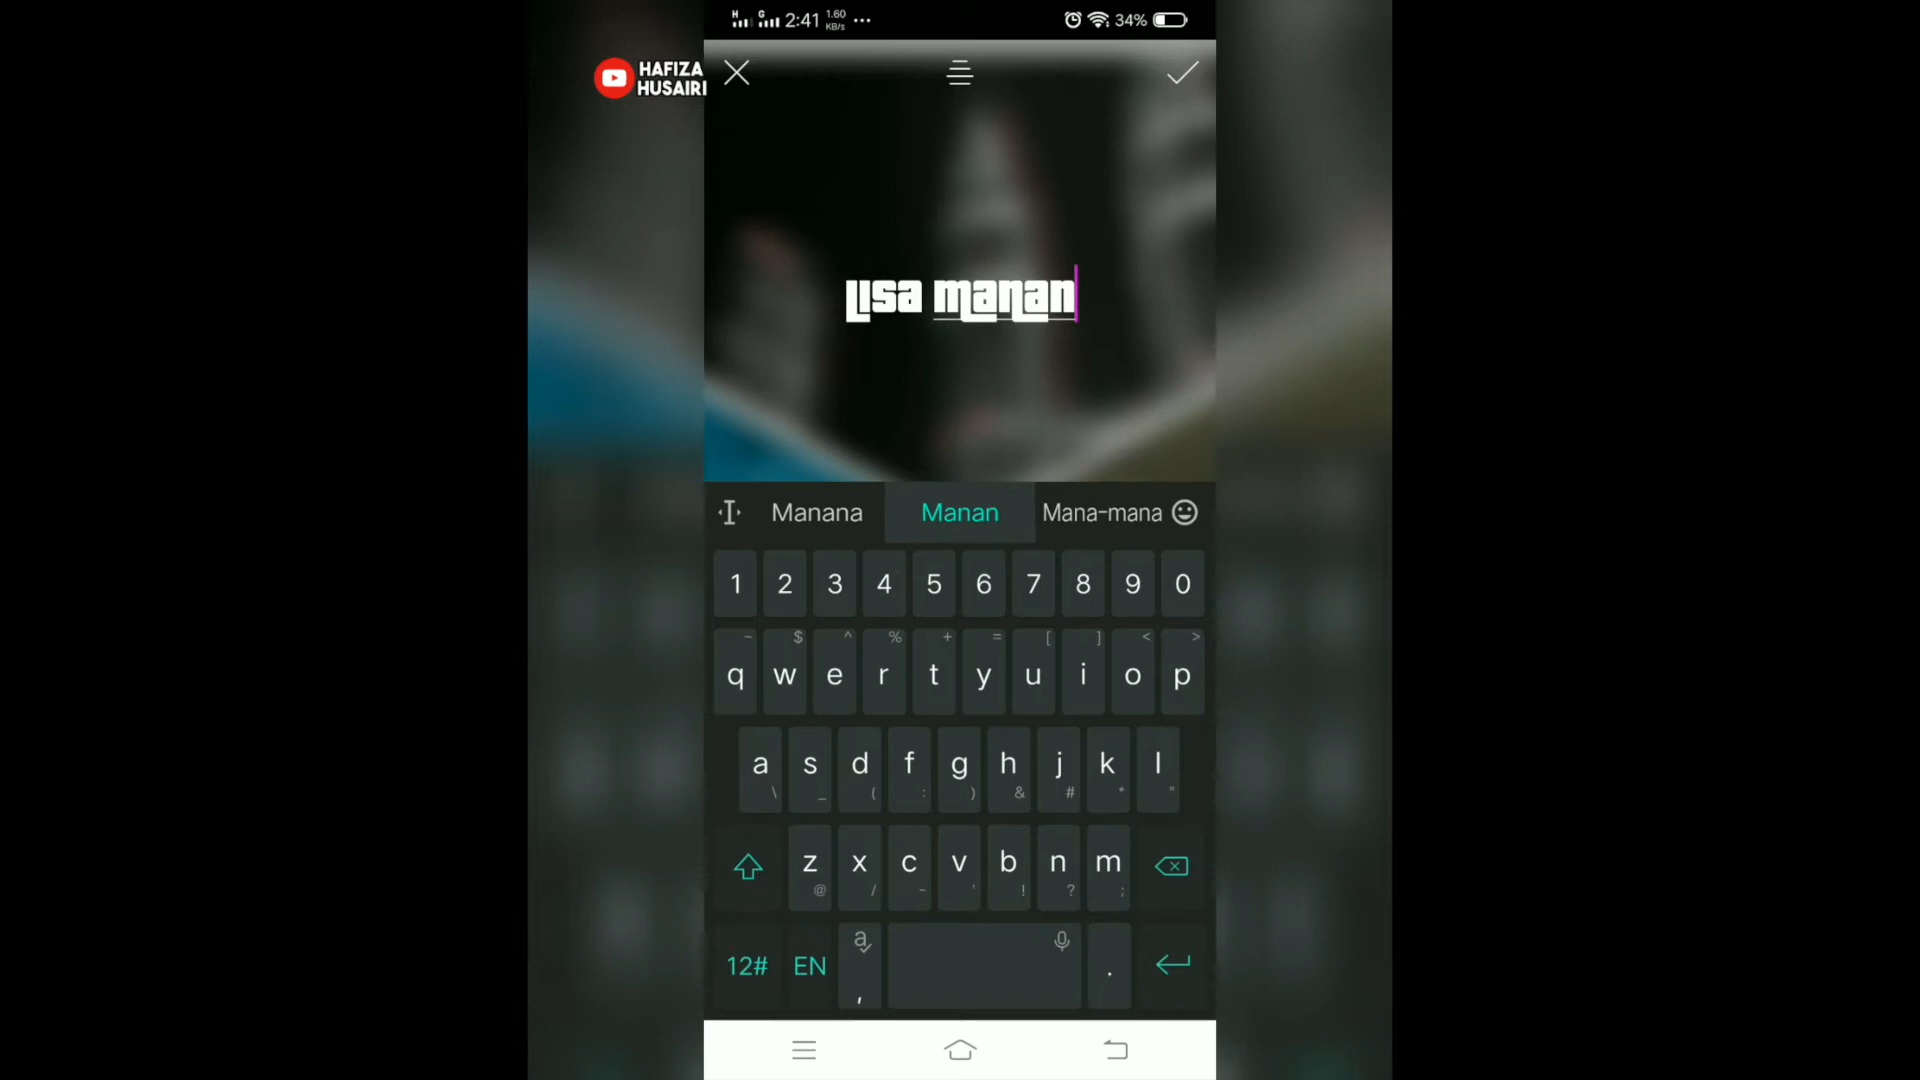 H G 2:41 1.60 KB/s ... 34%
HAFIZA
HUSAIRI
Lisa manan
Manana Manan Mana-mana
1 2 3 4 5 6 7 8 9 0
~ $ ^ % + = [ ] < >
q w e r t y u i o p
a s d f g h j k l
\ _ ( : ) & # * "
z x c v b n m
@ / - ' ! ? ;
12# EN a , .